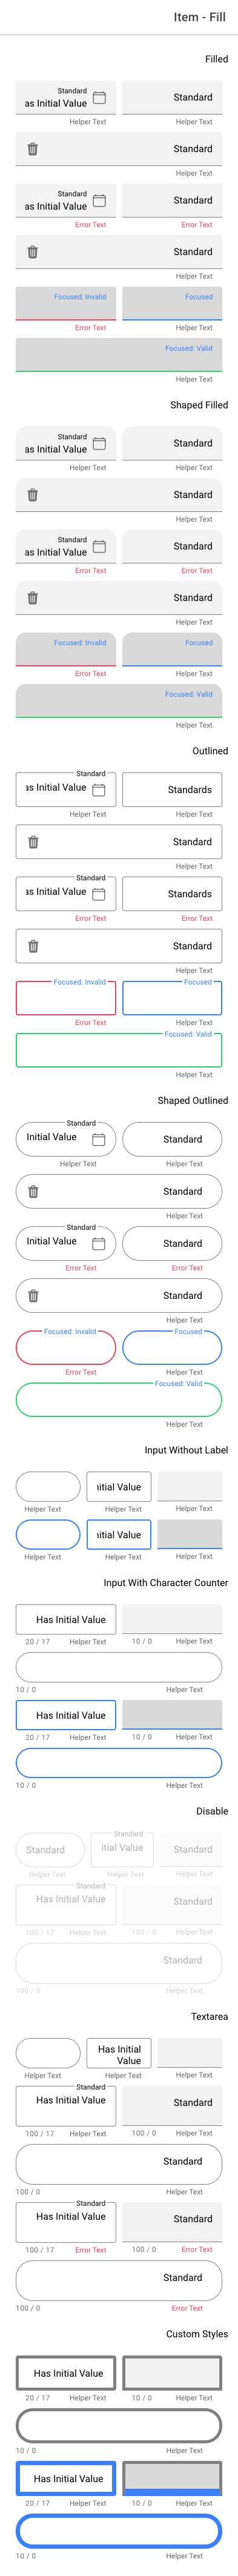 Item - Fill
Filled
Standard
Standard
as Initial Value
Helper Text
Helper Text
Standard
Helper Text
Standard
Standard
as Initial Value
Error Text
Error Text
Standard
Helper Text
Focused: Invalid
Focused
Error Text
Helper Text
Focused: Valid
Helper Text
Shaped Filled
Standard
Standard
as Initial Value
Helper Text
Helper Text
Standard
Helper Text
Standard
Standard
as Initial Value
Error Text
Error Text
Standard
Helper Text
Focused: Invalid
Focused
Error Text
Helper Text
Focused: Valid
Helper Text
Outlined
Standard
as Initial Value
Standards
Helper Text
Helper Text
Standard
Helper Text
Standard
as Initial Value
Standards
Error Text
Error Text
Standard
Helper Text
Focused: Invalid
Focused
Error Text
Helper Text
Focused: Valid
Helper Text
Shaped Outlined
Standard
Initial Value
Standard
Helper Text
Helper Text
Standard
Helper Text
Standard
Initial Value
Standard
Error Text
Error Text
Standard
Helper Text
Focused: Invalid
Focused
Error Text
Helper Text
Focused: Valid
Helper Text
Input Without Label
itial Value
Helper Text
Helper Text
Helper Text
itial Value
Helper Text
Helper Text
Helper Text
Input With Character Counter
Has Initial Value
20 / 17
Helper Text
10 / 0
Helper Text
10 / 0
Helper Text
Has Initial Value
20 / 17
Helper Text
10 / 0
Helper Text
10 / 0
Helper Text
Disable
Standard
Standard
itial Value
Standard
Helper Text
Helper Text
Helper Text
Standard
Has Initial Value
Standard
100 / 17
Helper Text
100 / 0
Helper Text
Standard
100 / 0
Helper Text
Textarea
Has Initial
Value
Helper Text
Helper Text
Helper Text
Standard
Has Initial Value
Standard
100 / 17
Helper Text
100 / 0
Helper Text
Standard
100 / 0
Helper Text
Standard
Has Initial Value
Standard
100 / 17
Error Text
100 / 0
Error Text
Standard
100 / 0
Error Text
Custom Styles
Has Initial Value
20 / 17
Helper Text
10 / 0
Helper Text
10 / 0
Helper Text
Has Initial Value
20 / 17
Helper Text
10 / 0
Helper Text
10 / 0
Helper Text